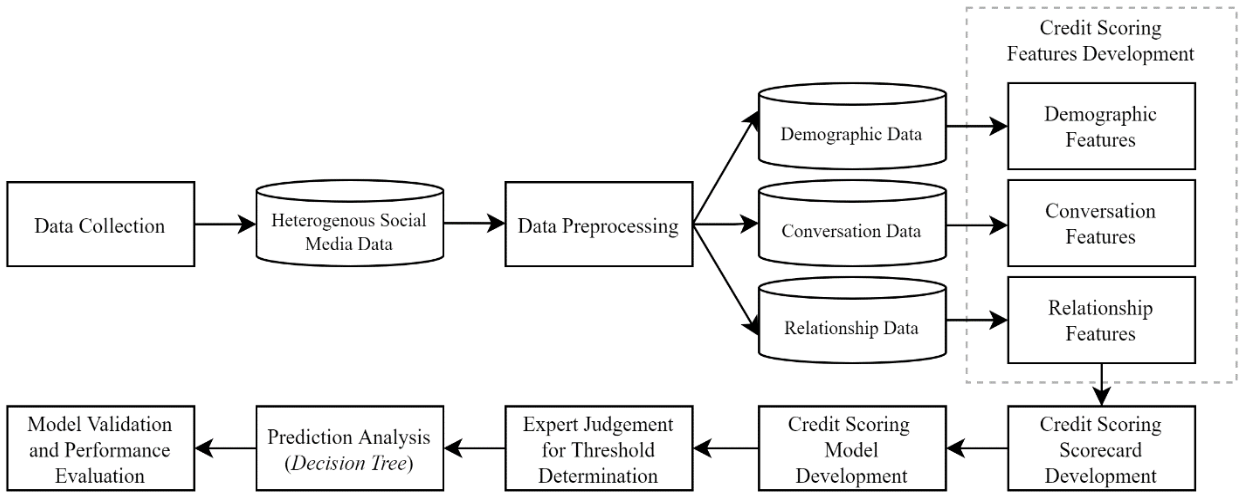 Credit Scoring
Features Development
Demographic Data
Demographic
Features
Data Collection
Heterogenous Social
Media Data
Data Preprocessing
Conversation Data
Conversation
Features
Relationship Data
Relationship
Features
Model Validation
and Performance
Evaluation
Prediction Analysis
(Decision Tree)
Expert Judgement
for Threshold
Determination
Credit Scoring
Model
Development
Credit Scoring
Scorecard
Development